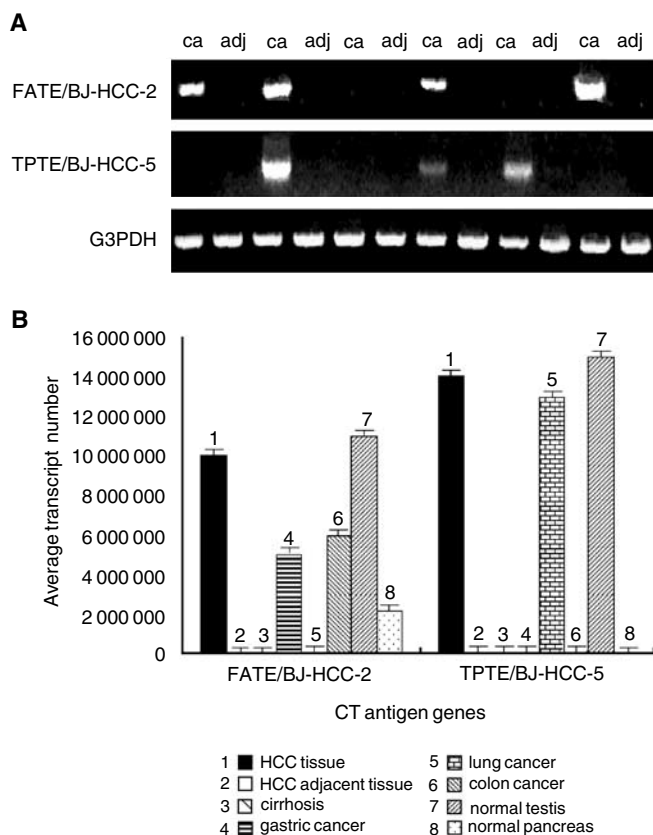 A
ca adj ca adj ca adj ca adj ca adj ca adj
FATE/BJ-HCC-2
TPTE/BJ-HCC-5
G3PDH
B
Average transcript number
16 000 000
14 000 000
12 000 000
10 000 000
8 000 000
6 000 000
4 000 000
2 000 000
0
1 2 3 4 5 6 7 8
1 2 3 4 5 6 7 8
FATE/BJ-HCC-2 TPTE/BJ-HCC-5
CT antigen genes
1 HCC tissue
2 HCC adjacent tissue
3 cirrhosis
4 gastric cancer
5 lung cancer
6 colon cancer
7 normal testis
8 normal pancreas